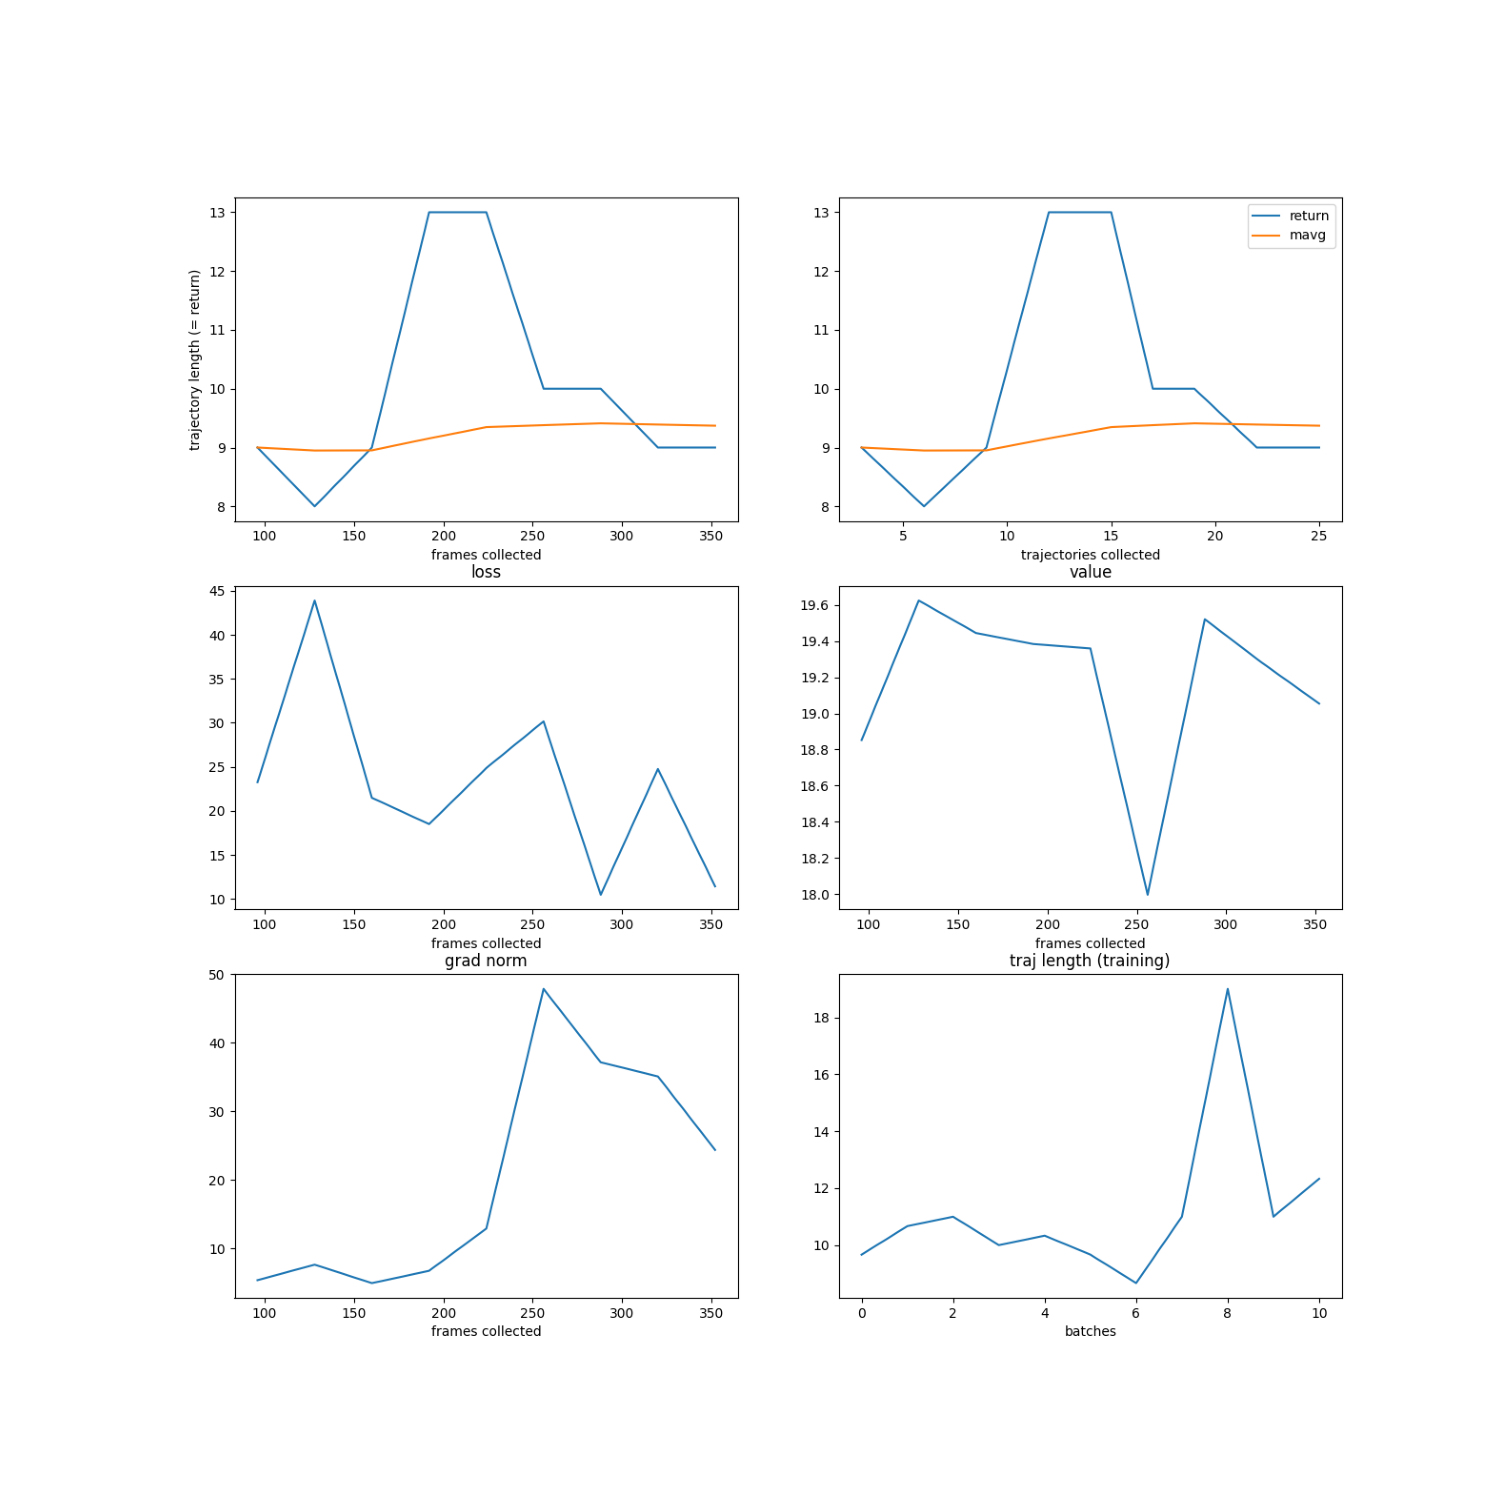 13
12
11
10
9
8
trajectory length (= return)
100 150 200 250 300 350
frames collected
13
12
11
10
9
8
return
mavg
5 10 15 20 25
trajectories collected
loss
45
40
35
30
25
20
15
10
100 150 200 250 300 350
frames collected
value
19.6
19.4
19.2
19.0
18.8
18.6
18.4
18.2
18.0
100 150 200 250 300 350
frames collected
grad norm
50
40
30
20
10
100 150 200 250 300 350
frames collected
traj length (training)
18
16
14
12
10
0 2 4 6 8 10
batches